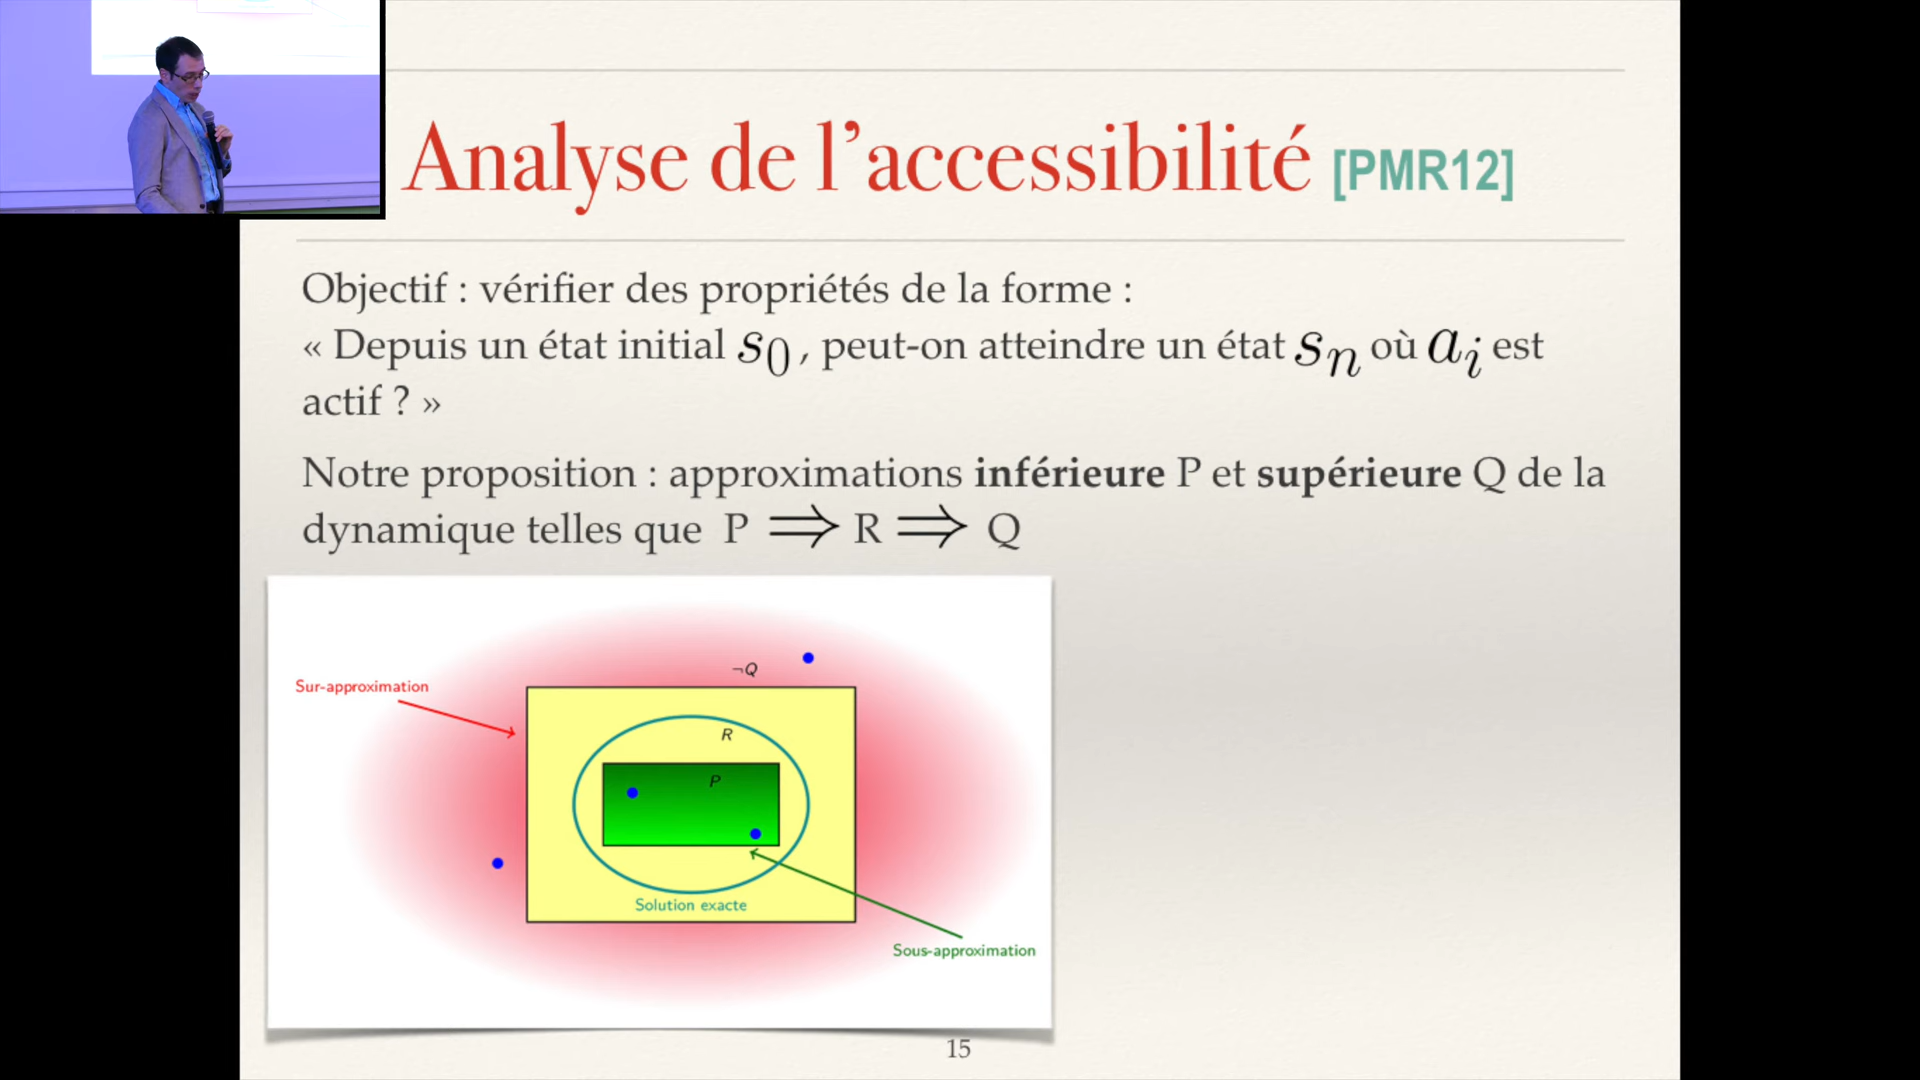 Analyse de l’accessibilité [PMR12]
Objectif : vérifier des propriétés de la forme :
« Depuis un état initial s₀, peut-on atteindre un état sₙ où aᵢ est
actif ? »
Notre proposition : approximations inférieure P et supérieure Q de la
dynamique telles que P ⟹ R ⟹ Q
¬Q
Sur-approximation
R
P
Solution exacte
Sous-approximation
15